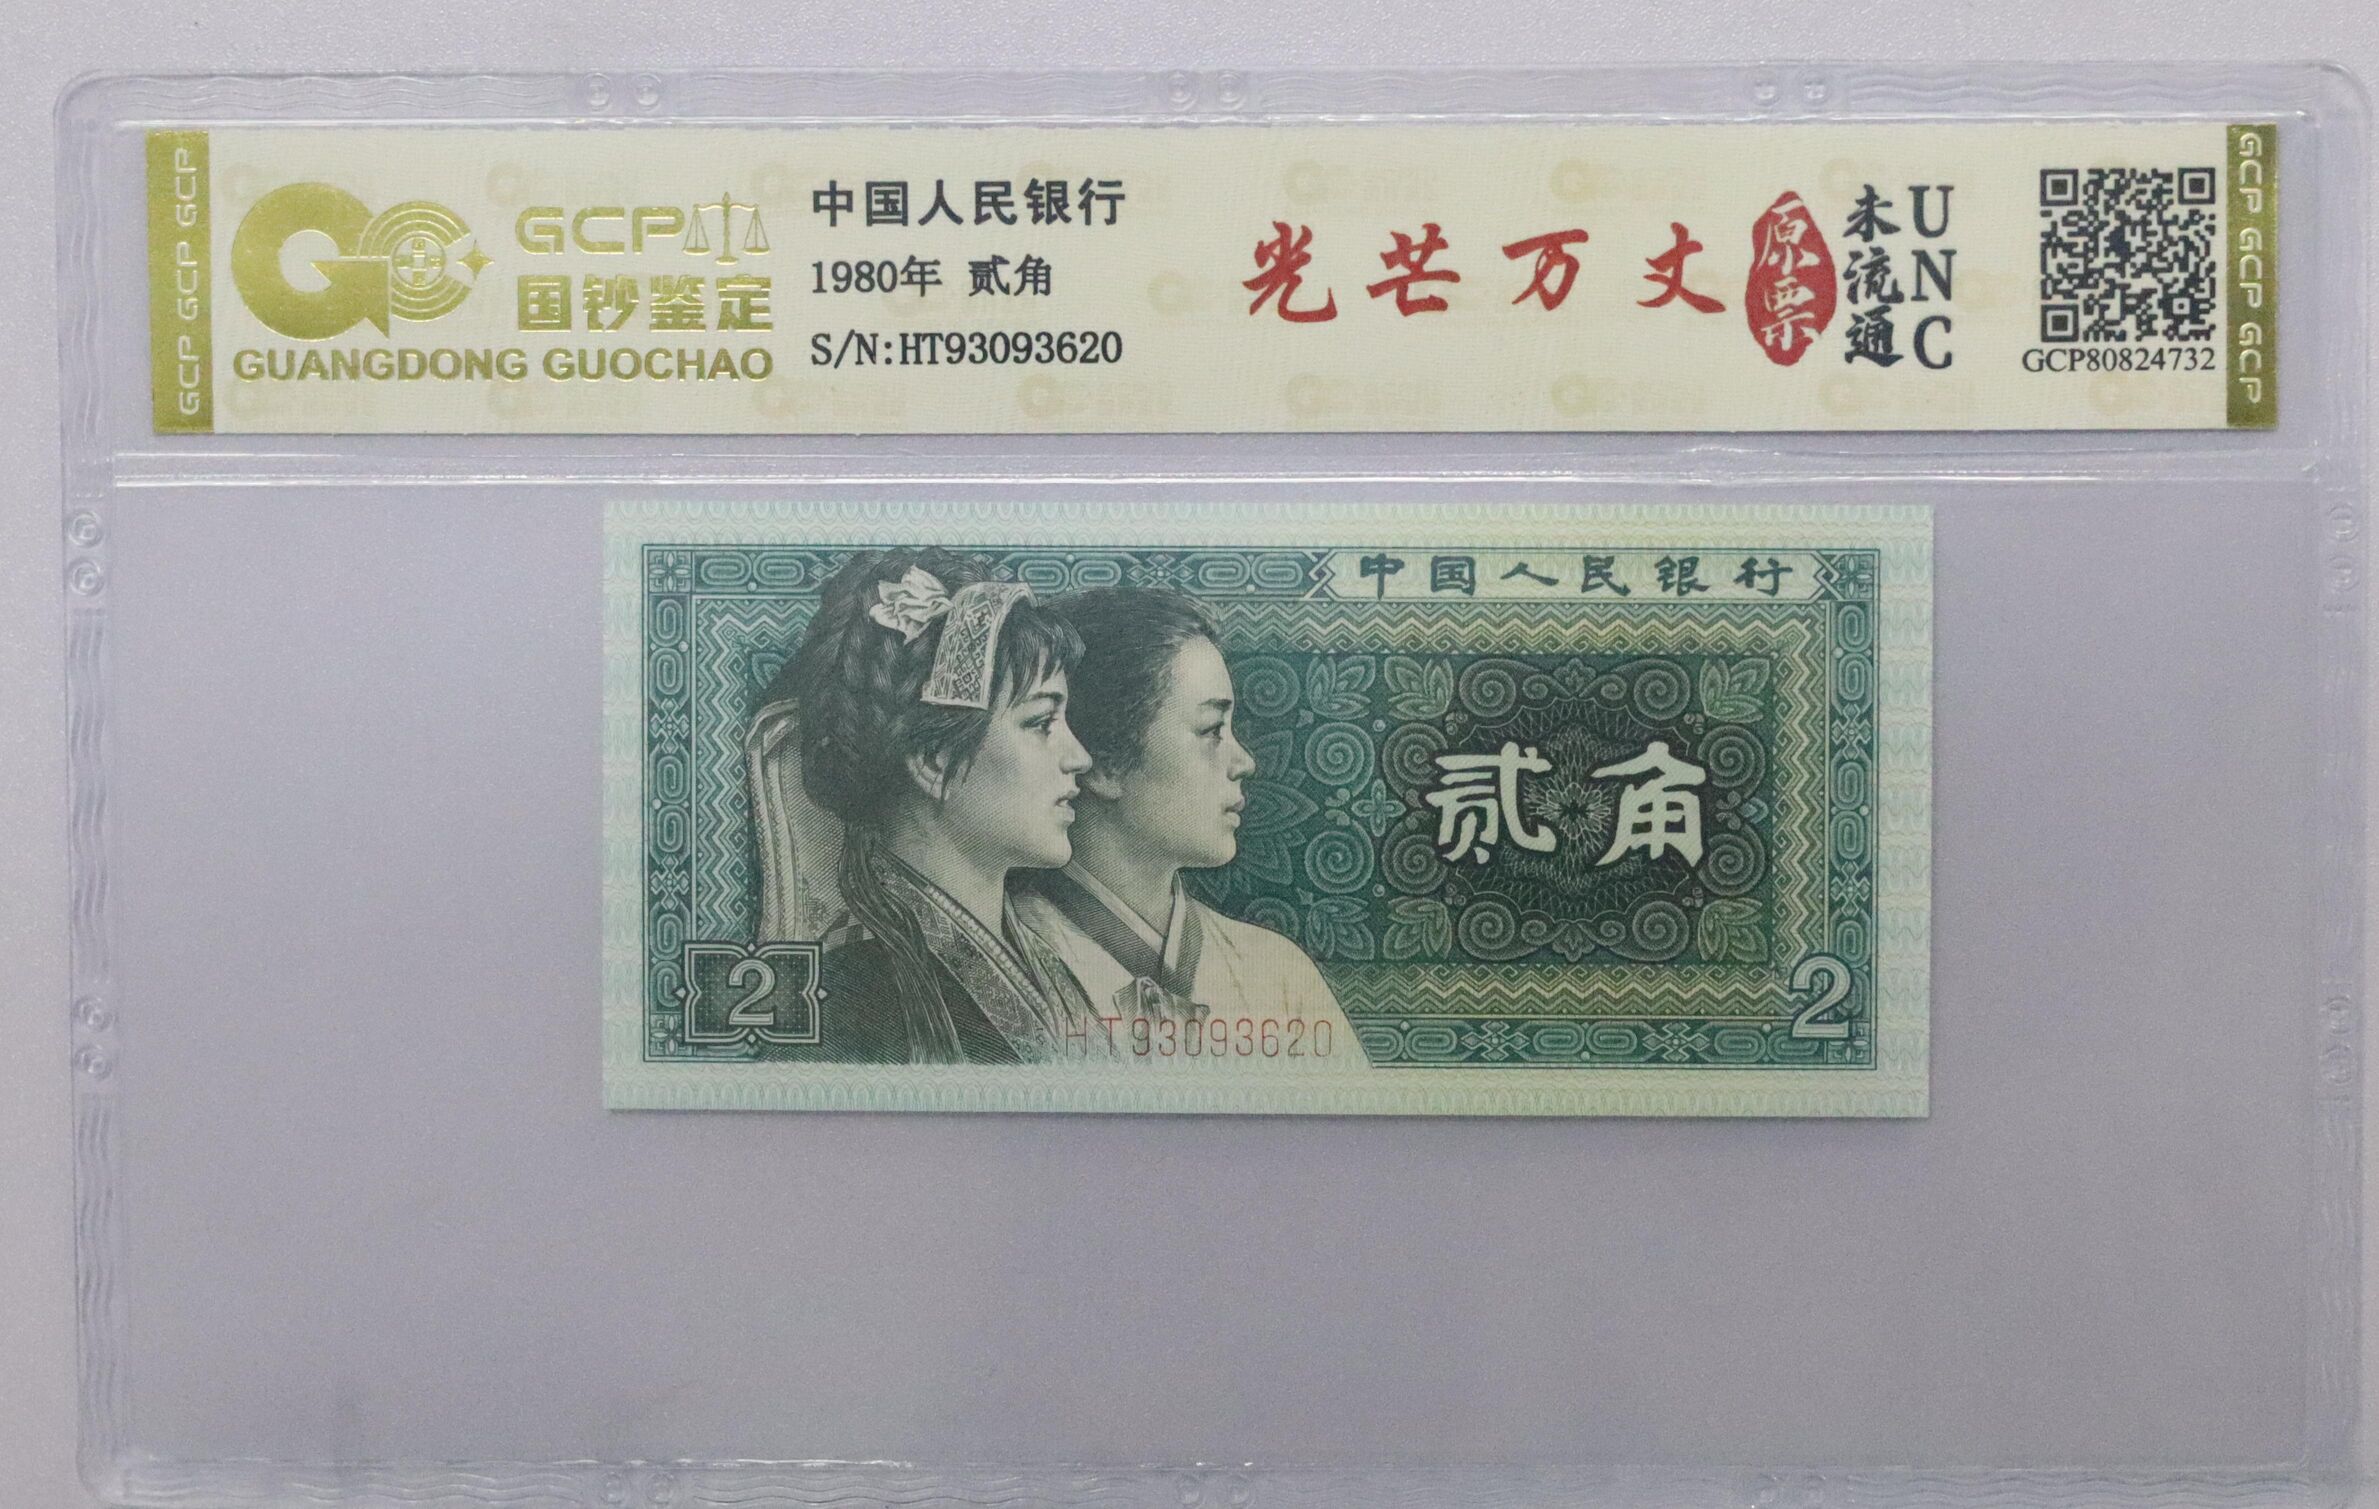 GCP GCP GCP
GCP
国钞鉴定
GUANGDONG GUOCHAO
中国人民银行
1980年 贰角
S/N:HT93093620
光芒万丈
原票
未流通
UNC
GCP80824732
GCP GCP GCP
中国人民银行
贰角
2
2
HT93093620